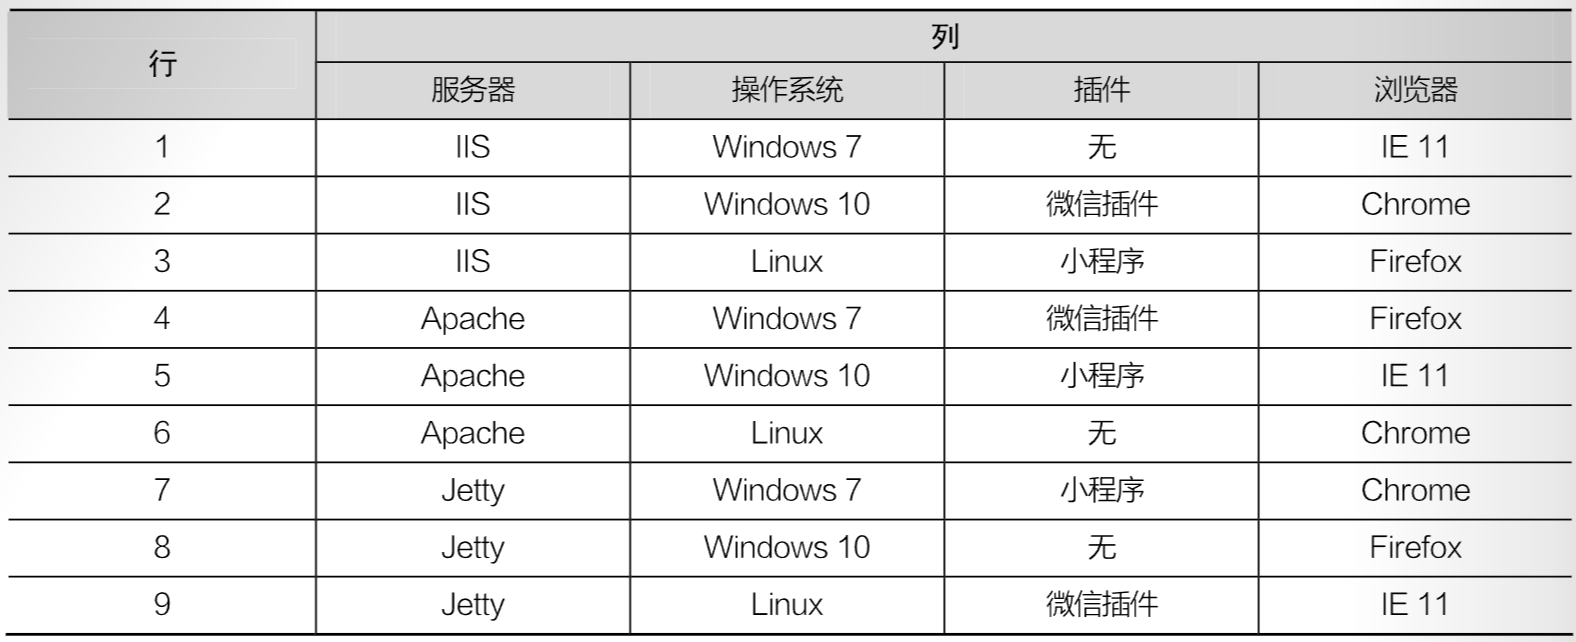 行 列
服务器 操作系统 插件 浏览器
1 IIS Windows 7 无 IE 11
2 IIS Windows 10 微信插件 Chrome
3 IIS Linux 小程序 Firefox
4 Apache Windows 7 微信插件 Firefox
5 Apache Windows 10 小程序 IE 11
6 Apache Linux 无 Chrome
7 Jetty Windows 7 小程序 Chrome
8 Jetty Windows 10 无 Firefox
9 Jetty Linux 微信插件 IE 11